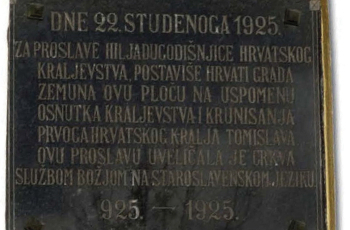 DNE 22. STUDENOGA 1925.
ZA PROSLAVE HILJADUGODIŠNJICE HRVATSKOG
KRALJEVSTVA, POSTAVIŠE HRVATI GRADA
ZEMUNA OVU PLOČU NA USPOMENU
OSNUTKA KRALJEVSTVA I KRUNISANJA
PRVOGA HRVATSKOG KRALJA TOMISLAVA
OVU PROSLAVU UVELIČALA JE CRKVA
SLUŽBOM BOŽJOM NA STAROSLAVENSKOM JEZIKU
925. — 1925.